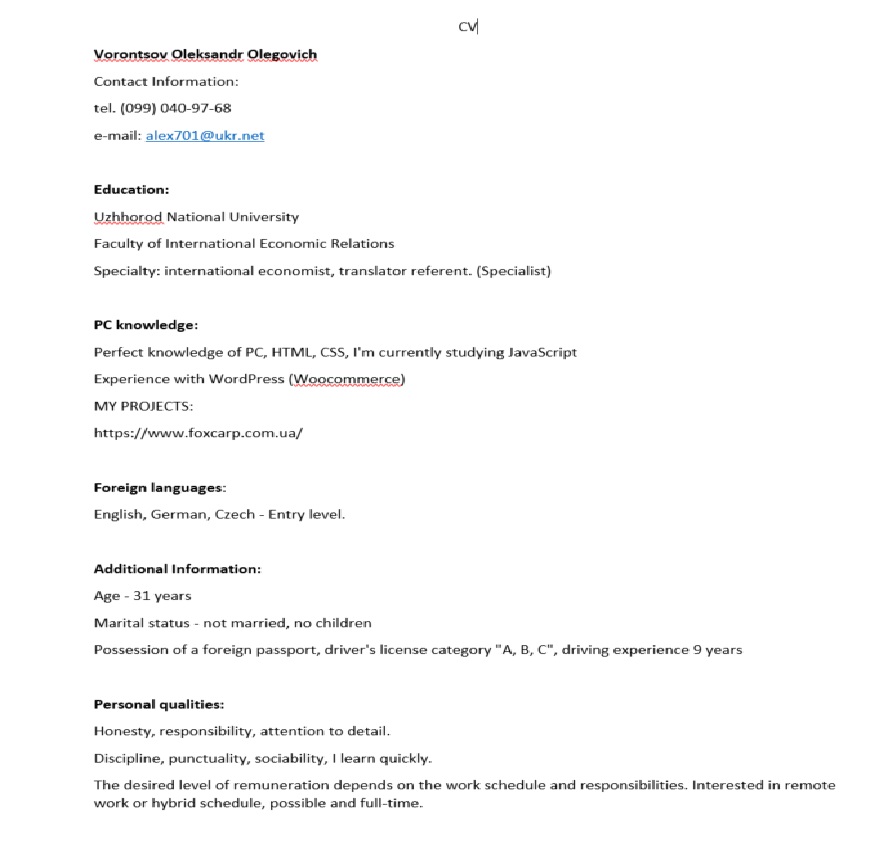 CV
Vorontsov Oleksandr Olegovich
Contact Information:
tel. (099) 040-97-68
e-mail: alex701@ukr.net
Education:
Uzhhorod National University
Faculty of International Economic Relations
Specialty: international economist, translator referent. (Specialist)
PC knowledge:
Perfect knowledge of PC, HTML, CSS, I'm currently studying JavaScript
Experience with WordPress (Woocommerce)
MY PROJECTS:
https://www.foxcarp.com.ua/
Foreign languages:
English, German, Czech - Entry level.
Additional Information:
Age - 31 years
Marital status - not married, no children
Possession of a foreign passport, driver's license category "A, B, C", driving experience 9 years
Personal qualities:
Honesty, responsibility, attention to detail.
Discipline, punctuality, sociability, I learn quickly.
The desired level of remuneration depends on the work schedule and responsibilities. Interested in remote
work or hybrid schedule, possible and full-time.